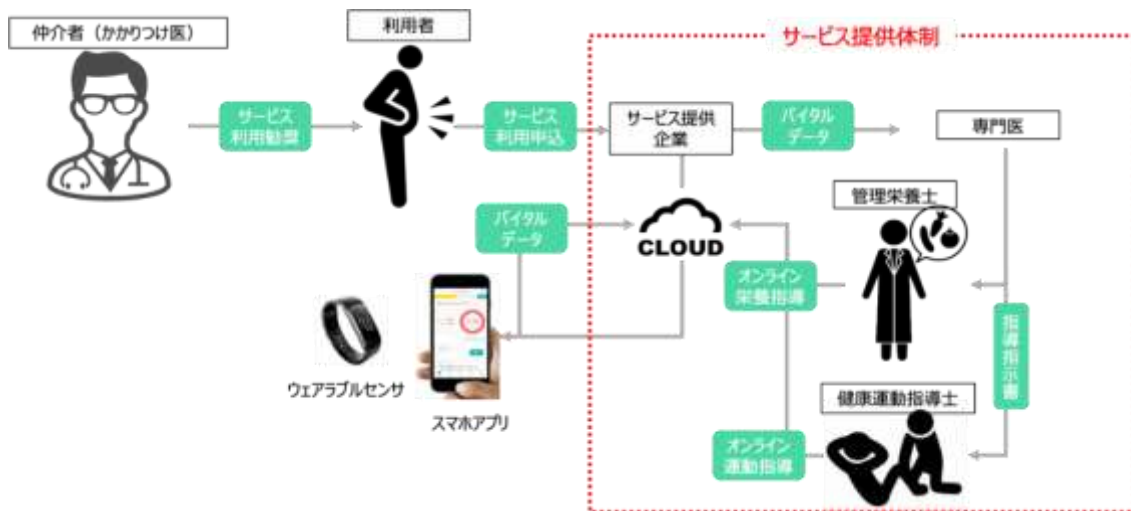 仲介者（かかりつけ医）
利用者
サービス提供体制
サービス
利用勧奨
サービス
利用申込
サービス提供
企業
バイタル
データ
専門医
管理栄養士
バイタル
データ
CLOUD
オンライン
栄養指導
指導指示書
ウェアラブルセンサ
スマホアプリ
健康運動指導士
オンライン
運動指導